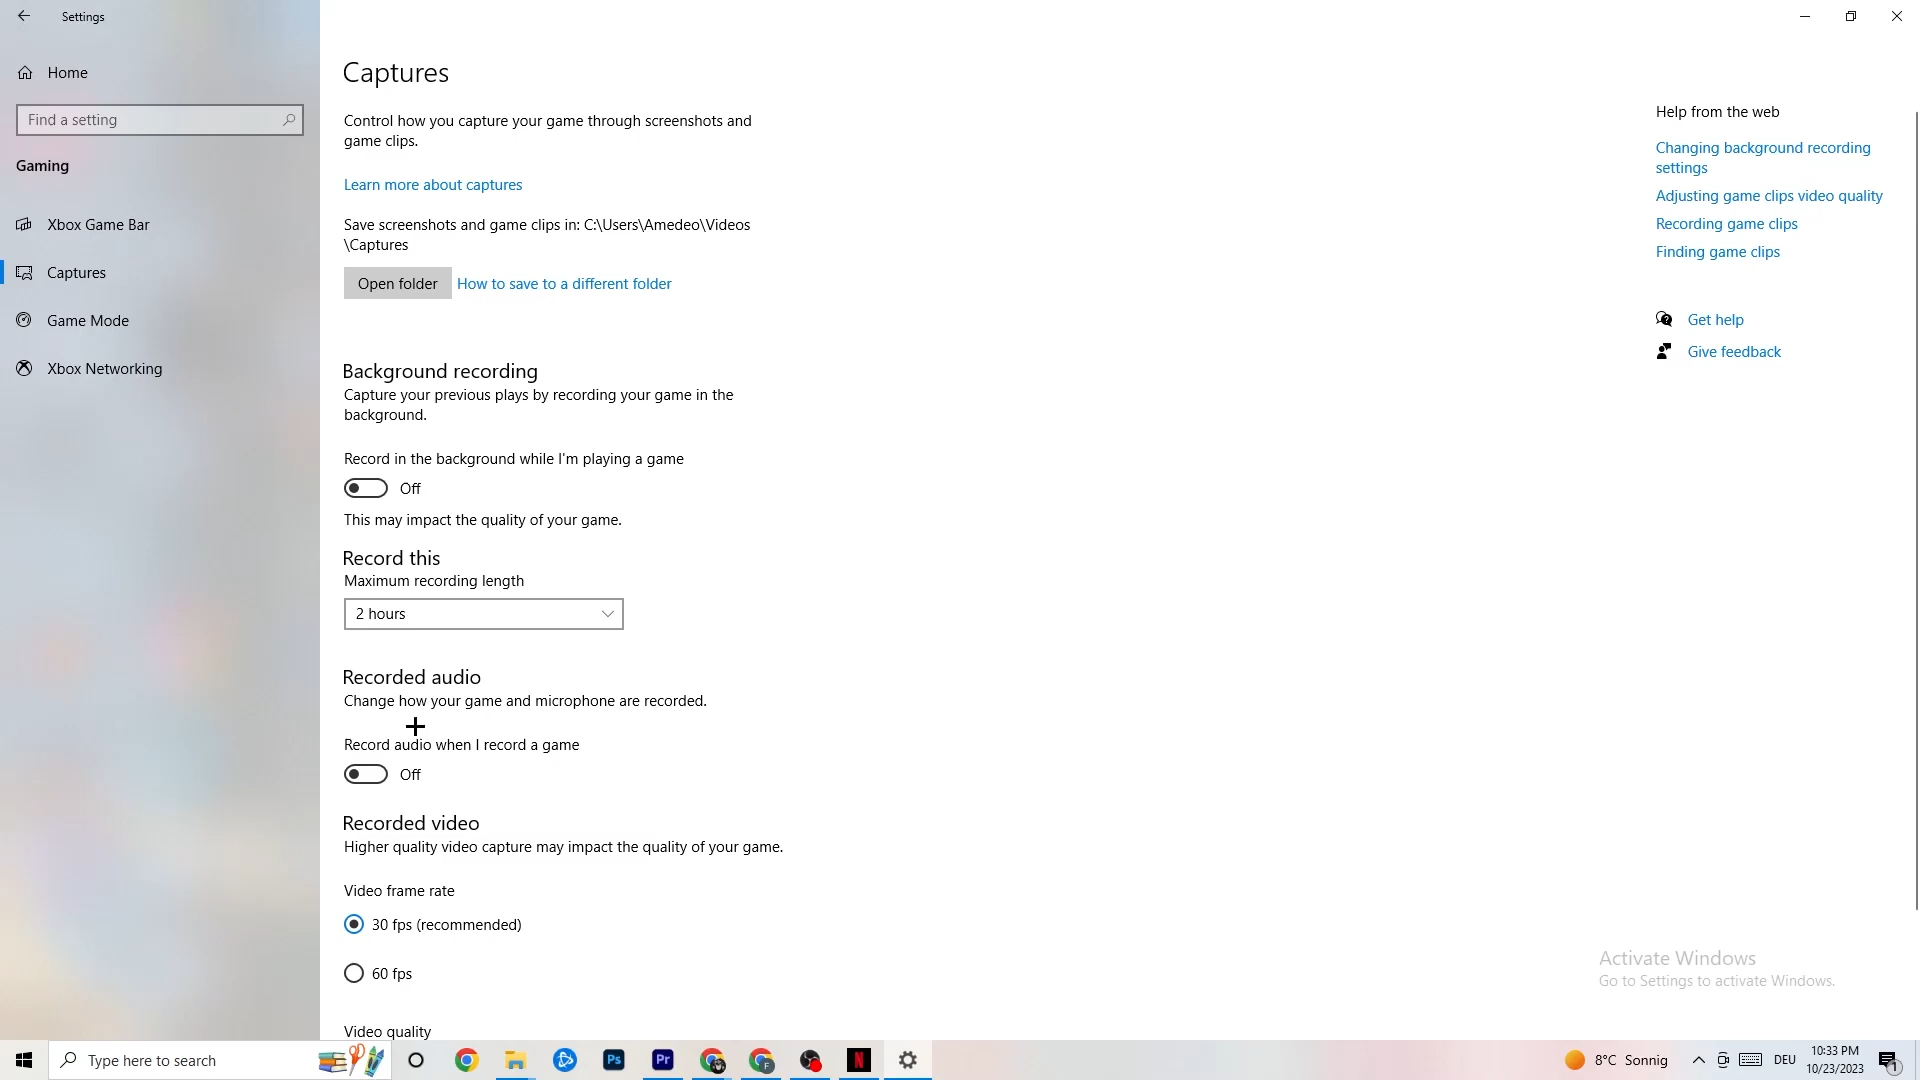 Settings
Home
Find a setting
Gaming
Xbox Game Bar
Captures
Game Mode
Xbox Networking
Captures
Control how you capture your game through screenshots and
game clips.
Learn more about captures
Save screenshots and game clips in: C:\Users\Amedeo\Videos
\Captures
Open folder
How to save to a different folder
Background recording
Capture your previous plays by recording your game in the
background.
Record in the background while I'm playing a game
Off
This may impact the quality of your game.
Record this
Maximum recording length
2 hours
Recorded audio
Change how your game and microphone are recorded.
Record audio when I record a game
Off
Recorded video
Higher quality video capture may impact the quality of your game.
Video frame rate
30 fps (recommended)
60 fps
Video quality
Help from the web
Changing background recording
settings
Adjusting game clips video quality
Recording game clips
Finding game clips
Get help
Give feedback
Activate Windows
Go to Settings to activate Windows.
Type here to search
Ps
Pr
F
N
8°C Sonnig
DEU
10:33 PM
10/23/2023
1